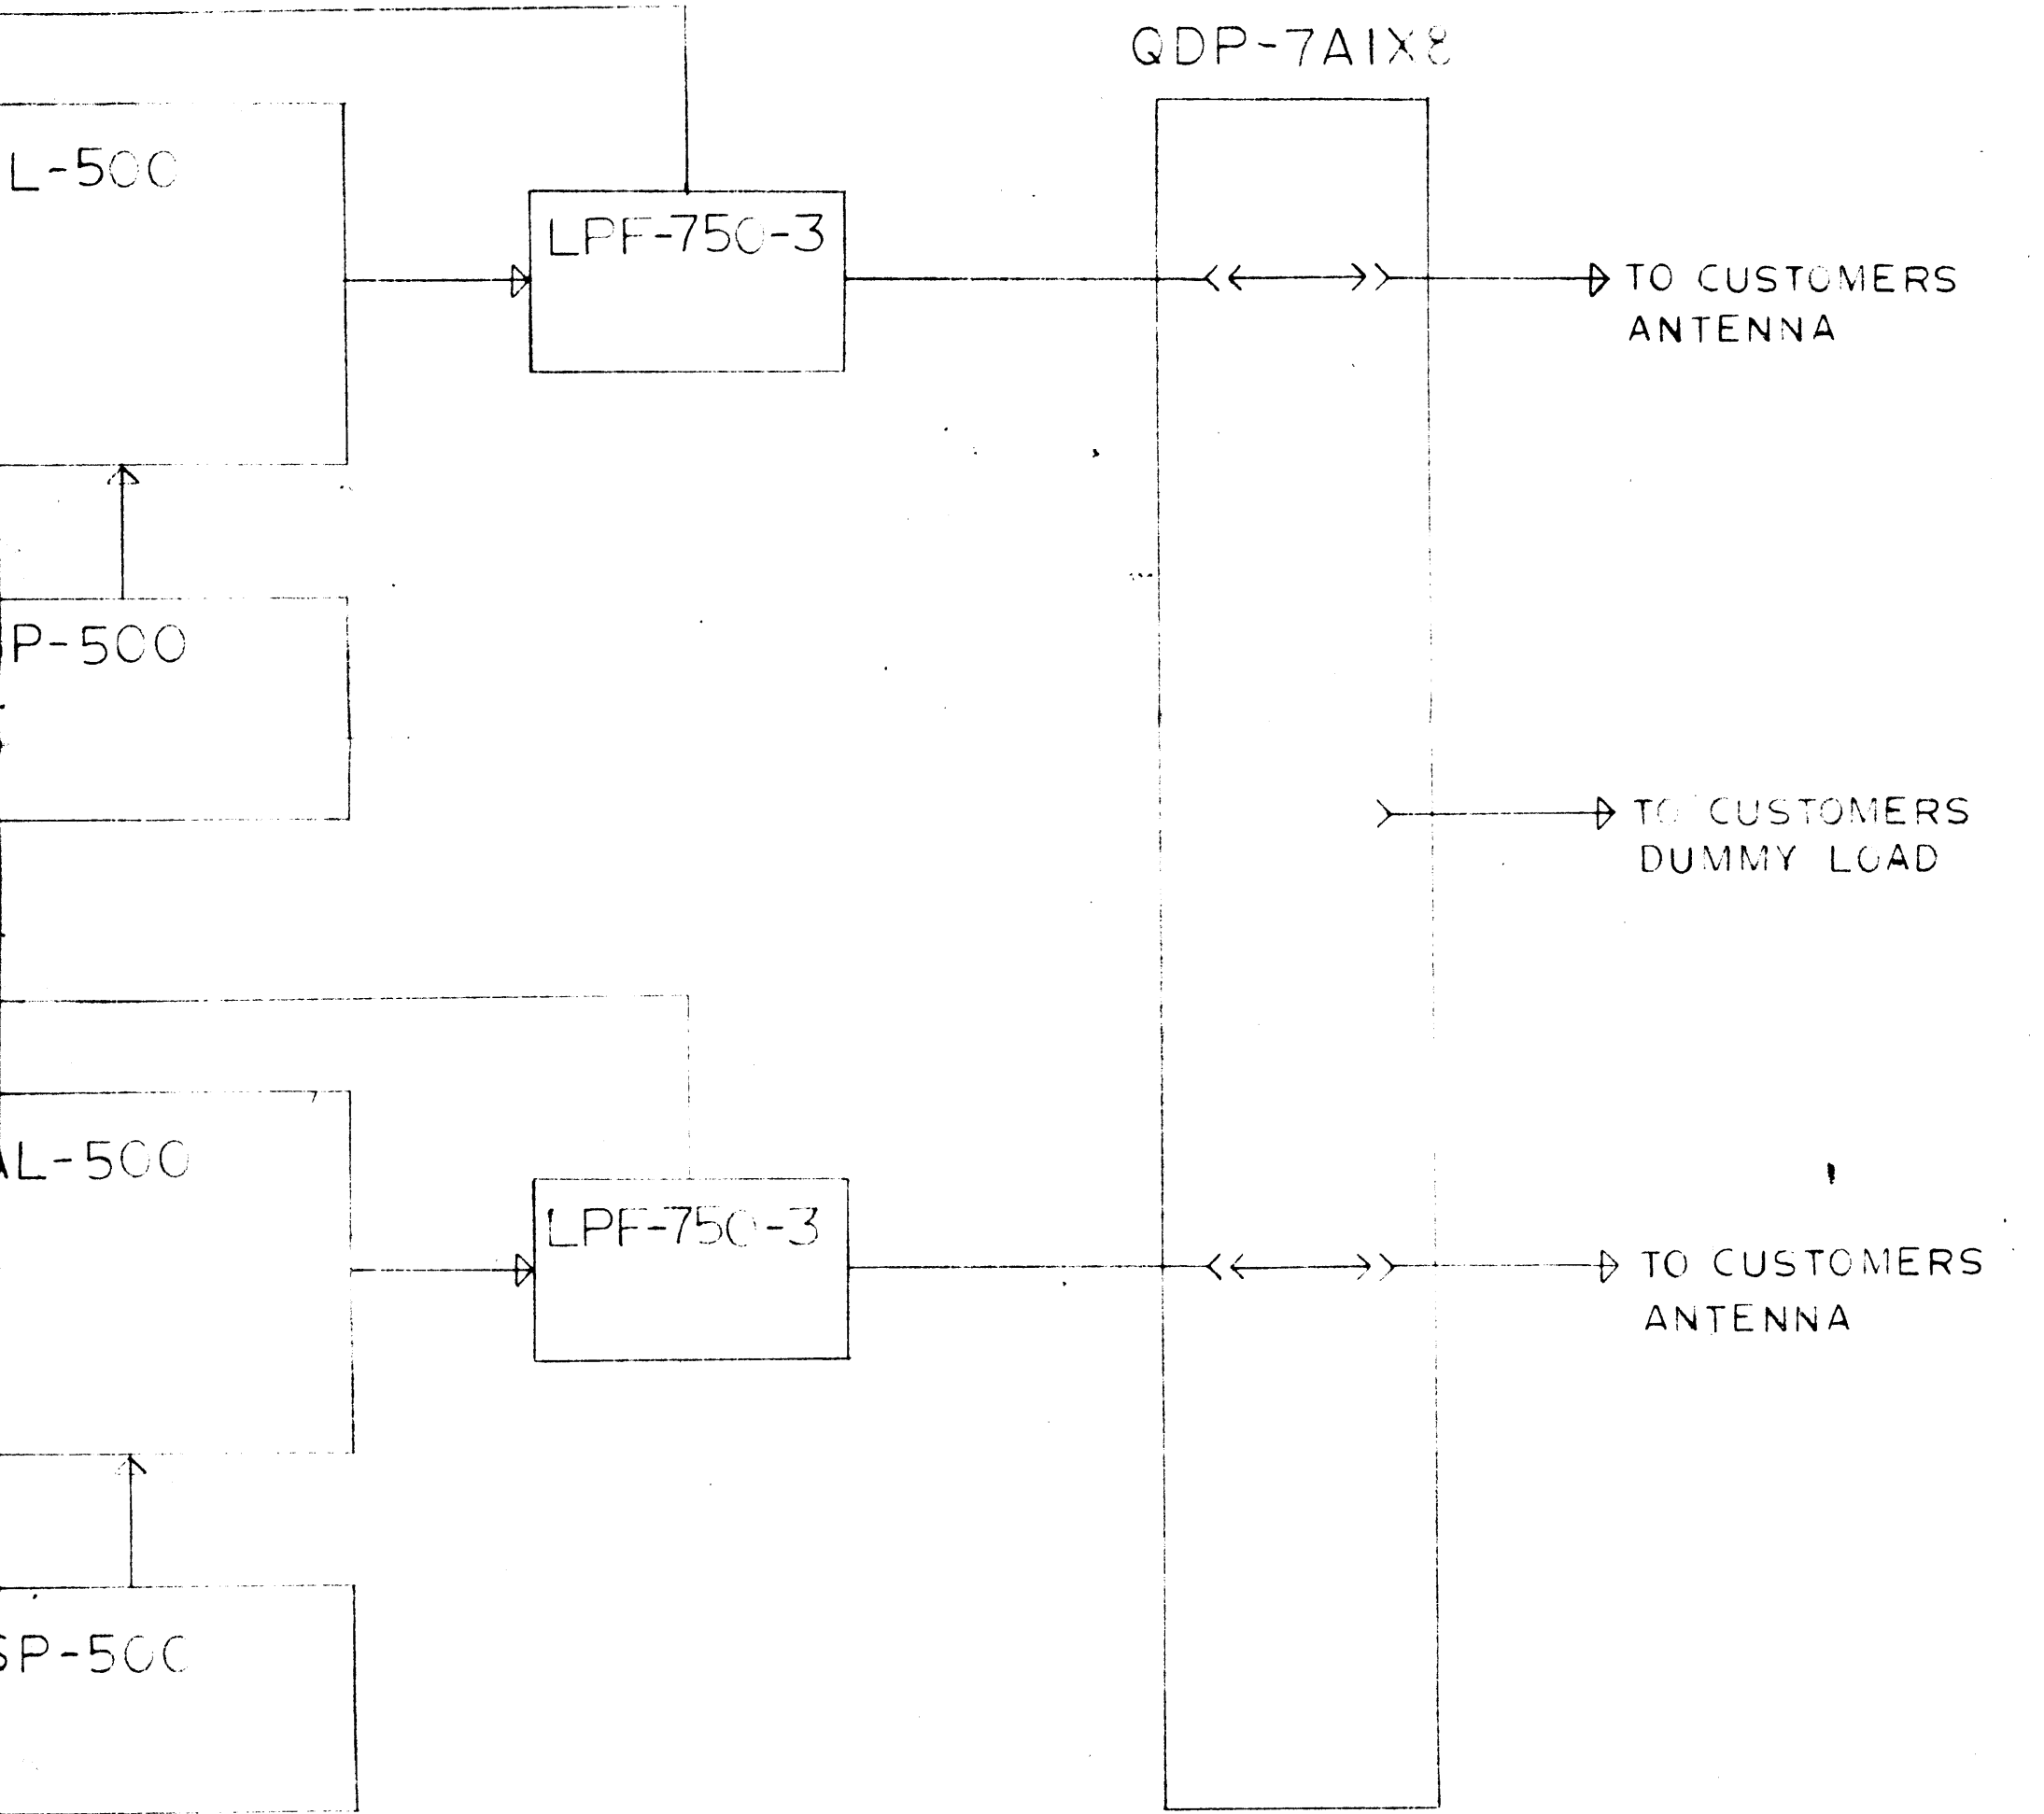 QDP-7A1X8
L-500
LPF-750-3
TO CUSTOMERS
ANTENNA
P-500
TO CUSTOMERS
DUMMY LOAD
AL-500
LPF-750-3
TO CUSTOMERS
ANTENNA
SP-500